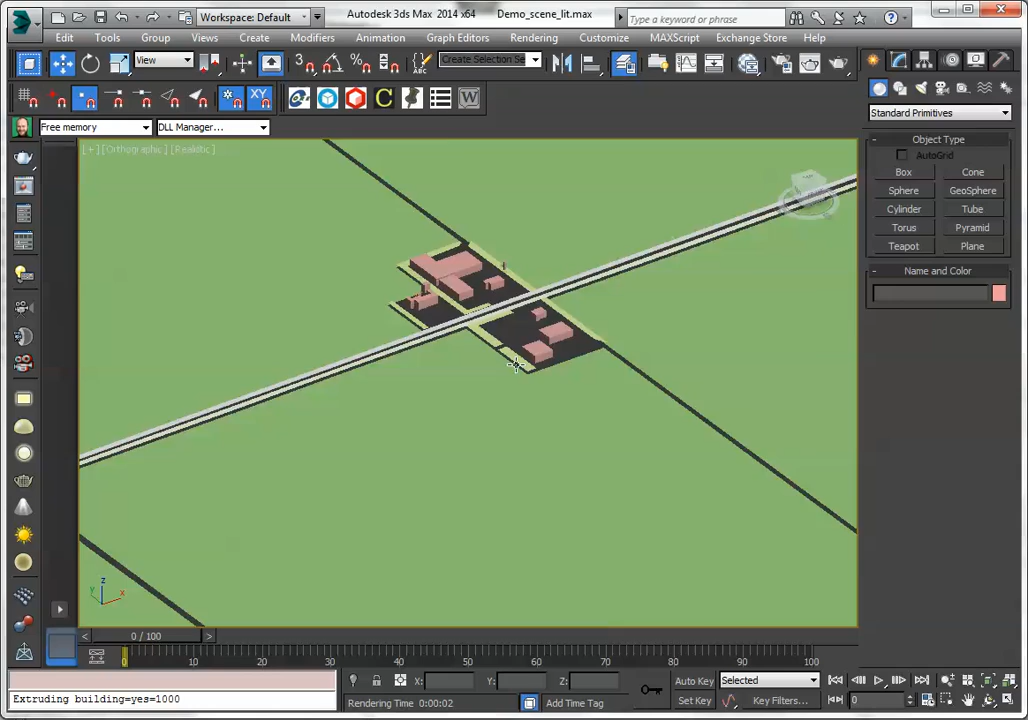 Workspace: Default
Autodesk 3ds Max 2014 x64 Demo_scene_lit.max
Type a keyword or phrase
Edit Tools Group Views Create Modifiers Animation Graph Editors Rendering Customize MAXScript Exchange Store Help
View
Create Selection Se
Free memory
DLL Manager...
XY
C
W
[+][Orthographic][Realistic]
Standard Primitives
Object Type
AutoGrid
Box Cone
Sphere GeoSphere
Cylinder Tube
Torus Pyramid
Teapot Plane
Name and Color
z
y x
0 / 100
0 10 20 30 40 50 60 70 80 90 100
X: Y: Z:
Auto Key Selected
Extruding building=yes=1000
Rendering Time 0:00:02
Add Time Tag
Set Key
Key Filters...
0